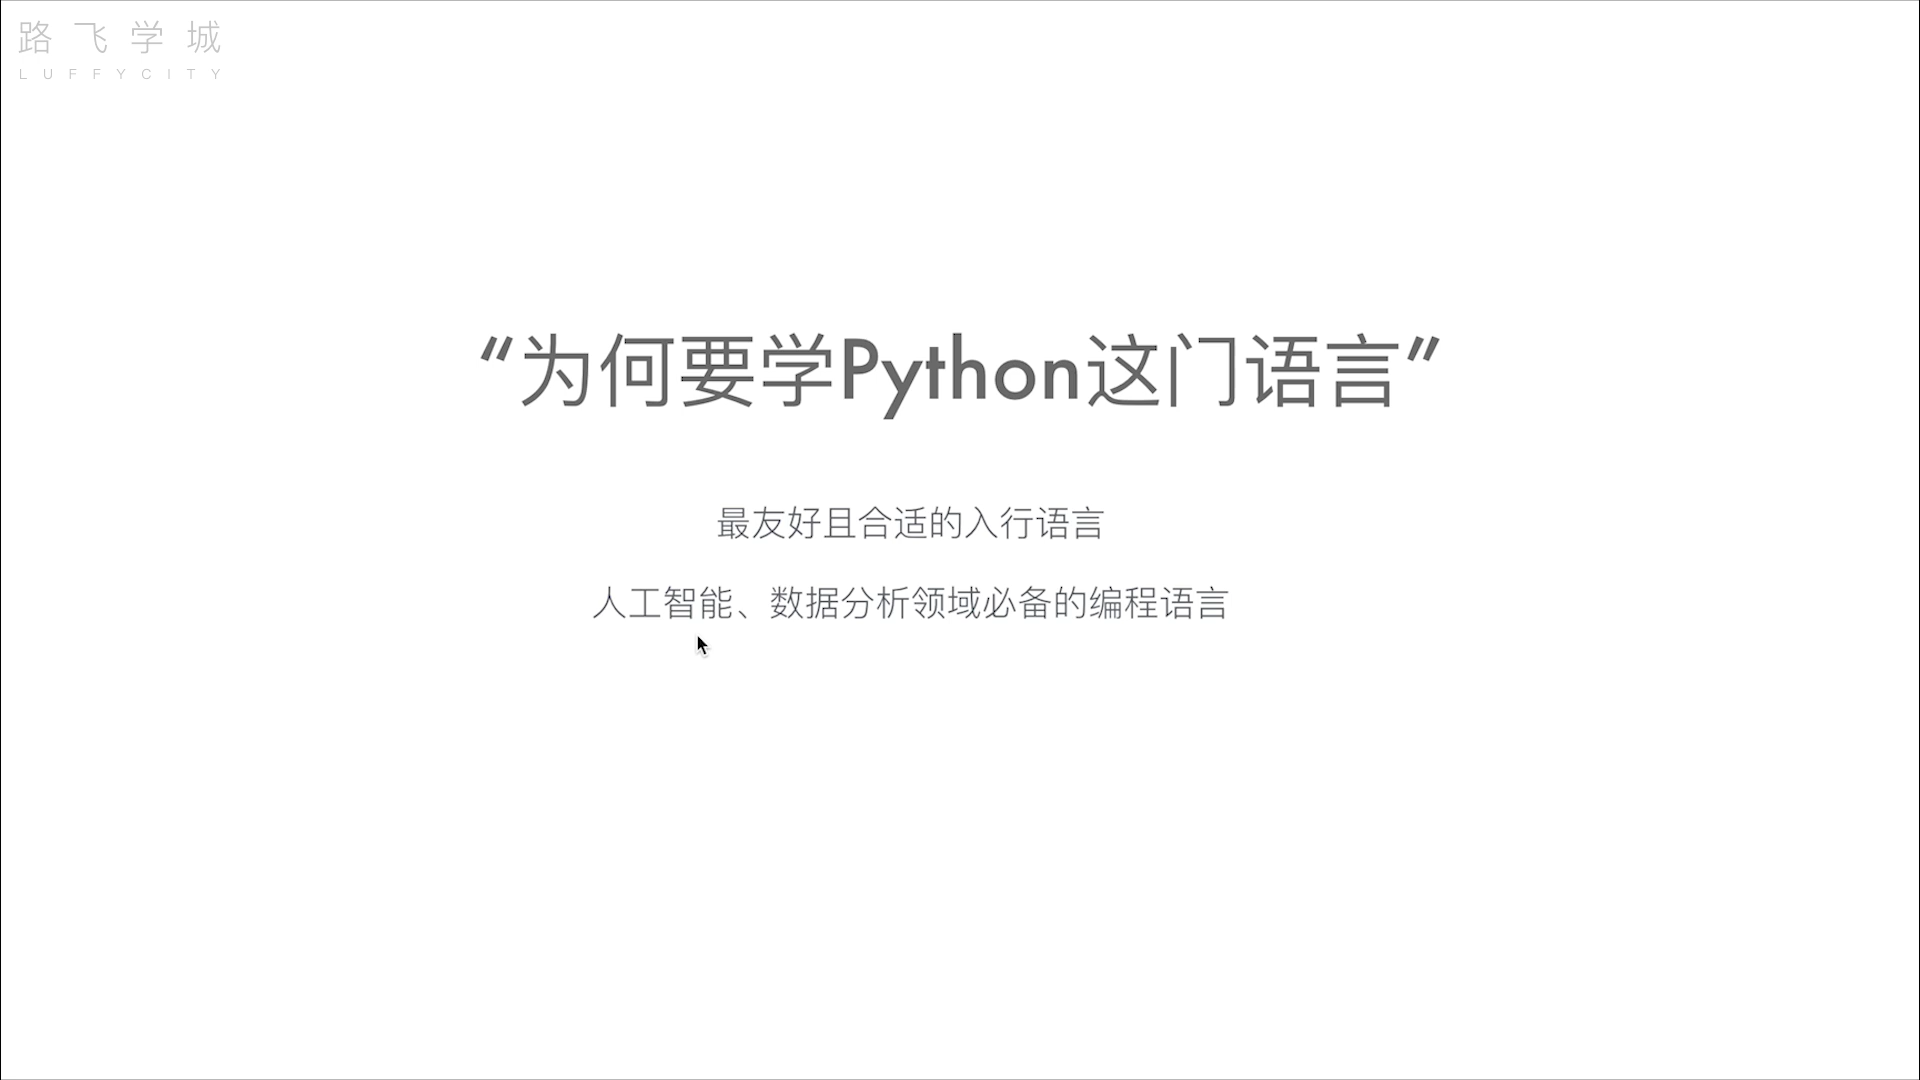 路飞学城
LUFFYCITY
“为何要学Python这门语言”
最友好且合适的入行语言
人工智能、数据分析领域必备的编程语言